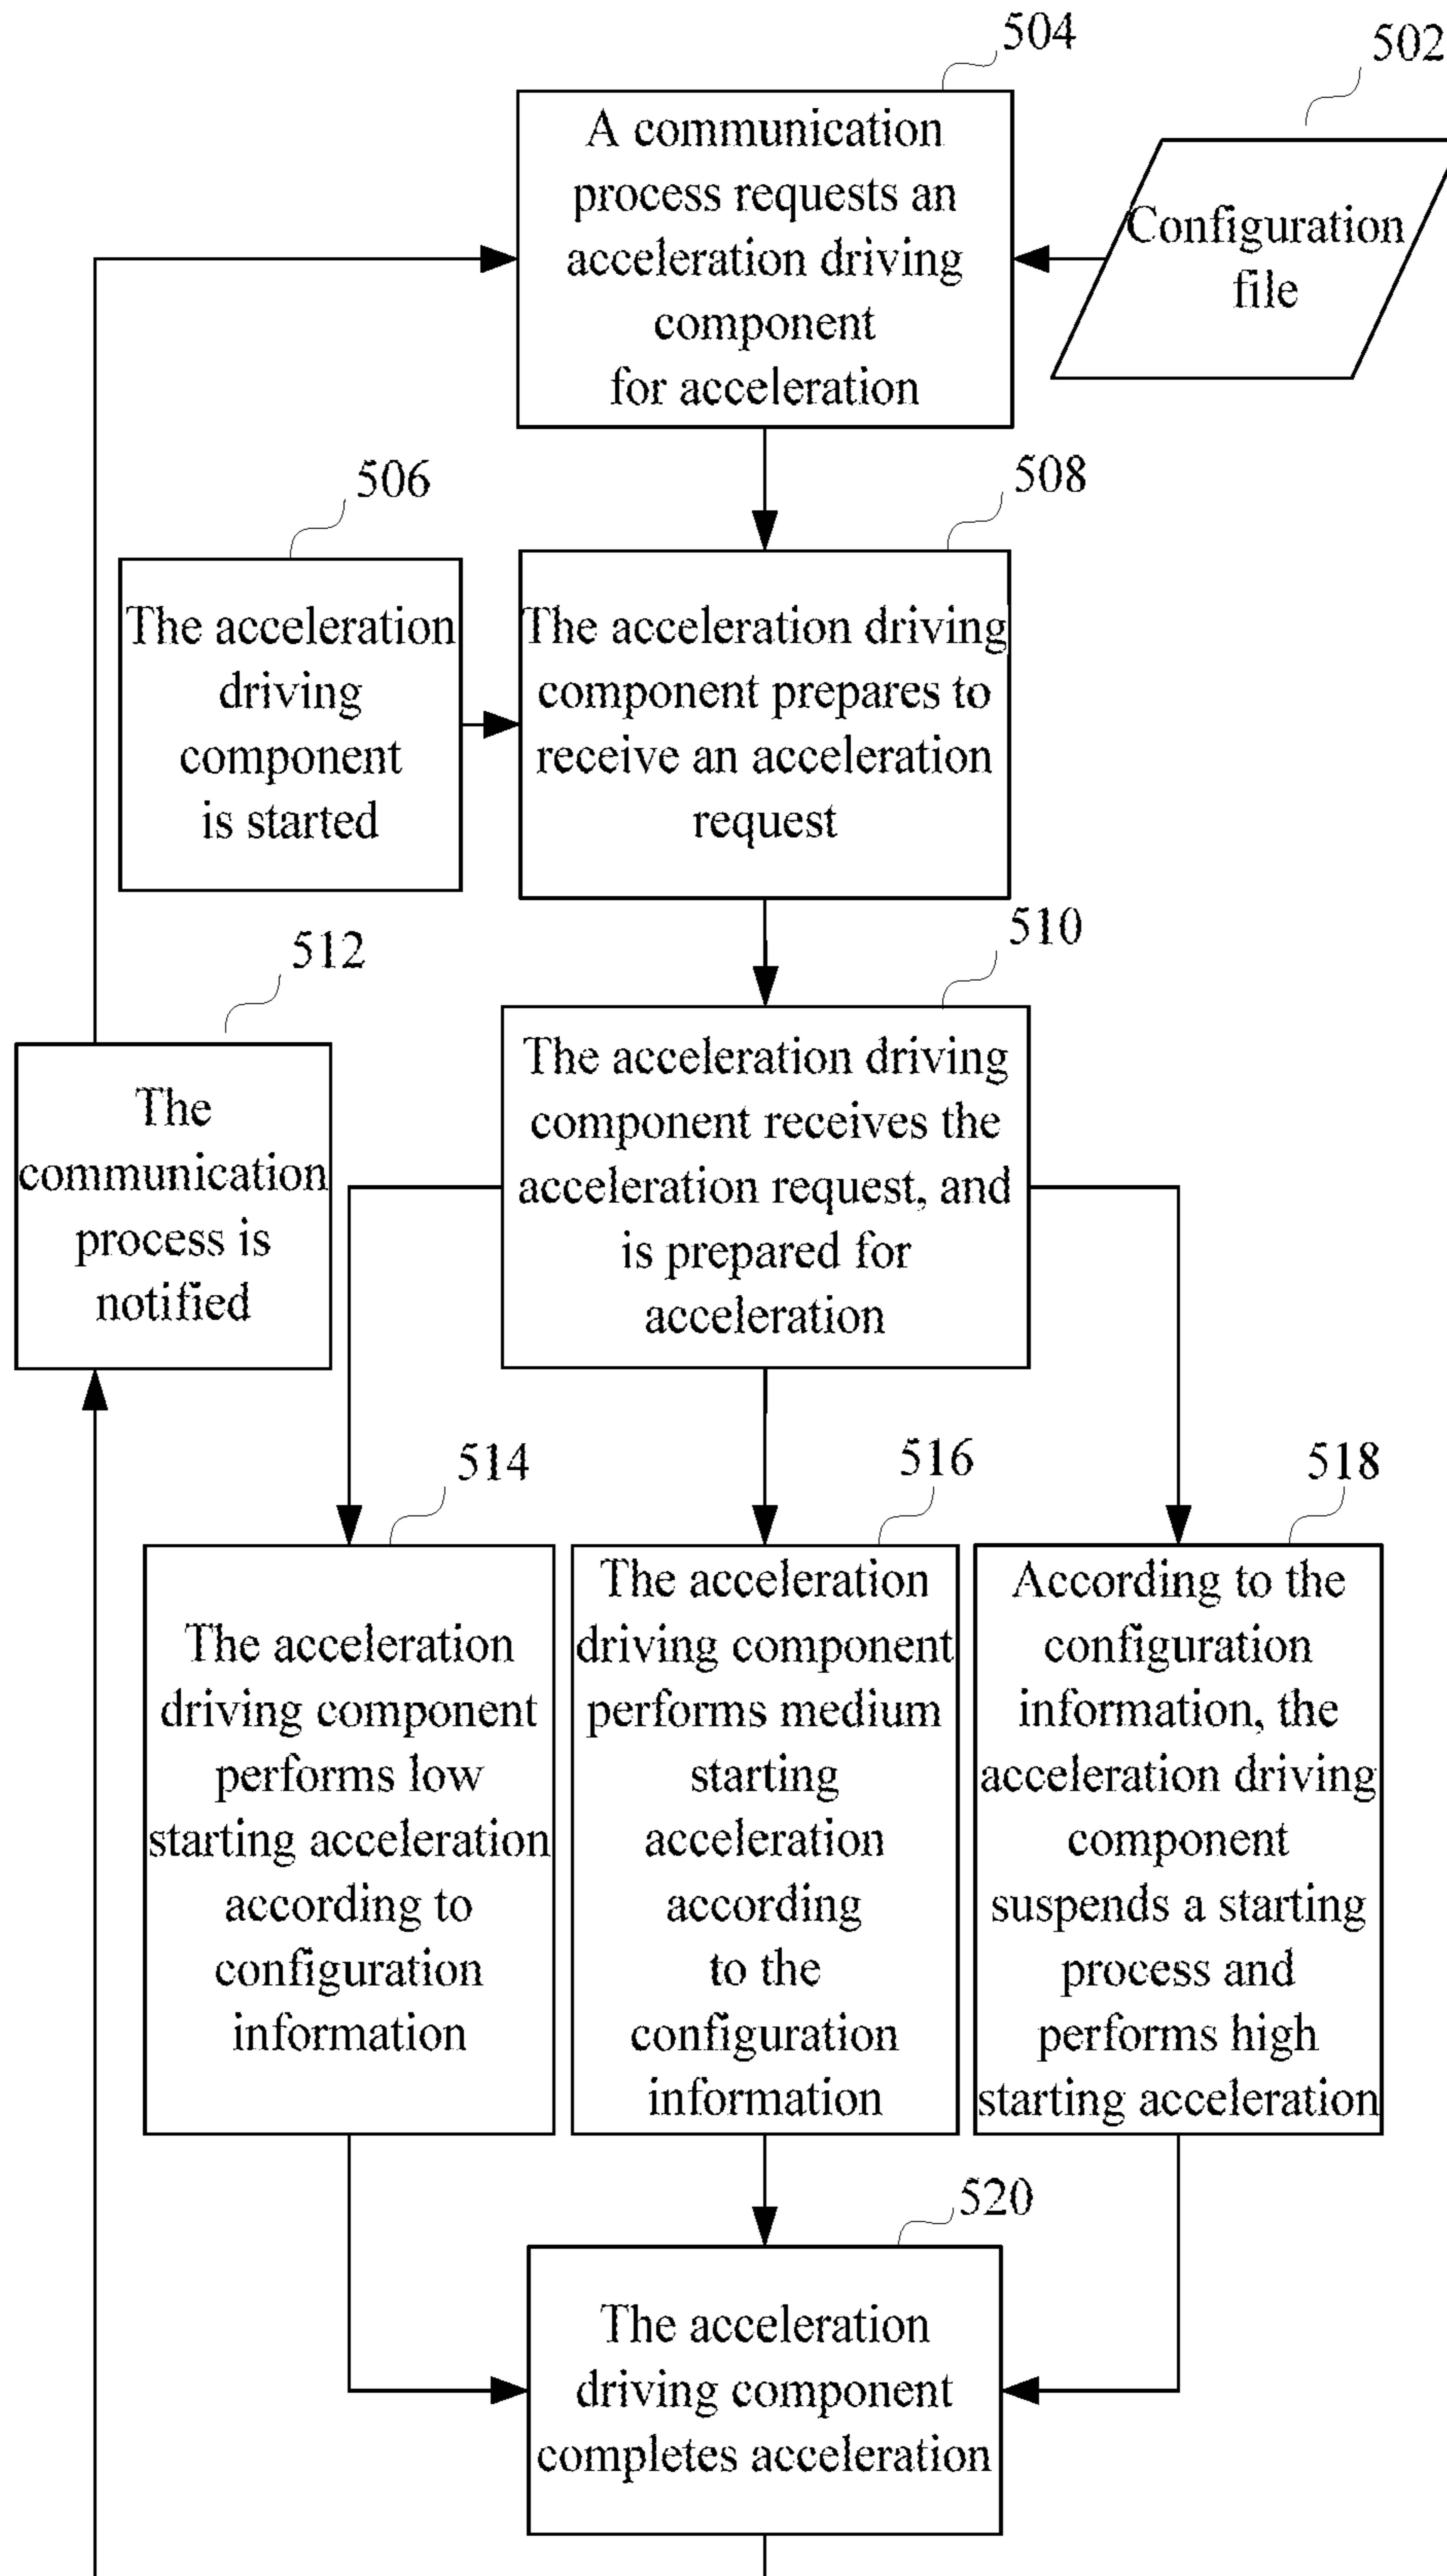 504
502
A communication
process requests an
acceleration driving
component
for acceleration
Configuration
file
506
508
The acceleration
driving
component
is started
The acceleration driving
component prepares to
receive an acceleration
request
512
510
The
communication
process is
notified
The acceleration driving
component receives the
acceleration request, and
is prepared for
acceleration
514
516
518
The acceleration
driving component
performs low
starting acceleration
according to
configuration
information
The acceleration
driving component
performs medium
starting
acceleration
according
to the
configuration
information
According to the
configuration
information, the
acceleration driving
component
suspends a starting
process and
performs high
starting acceleration
520
The acceleration
driving component
completes acceleration